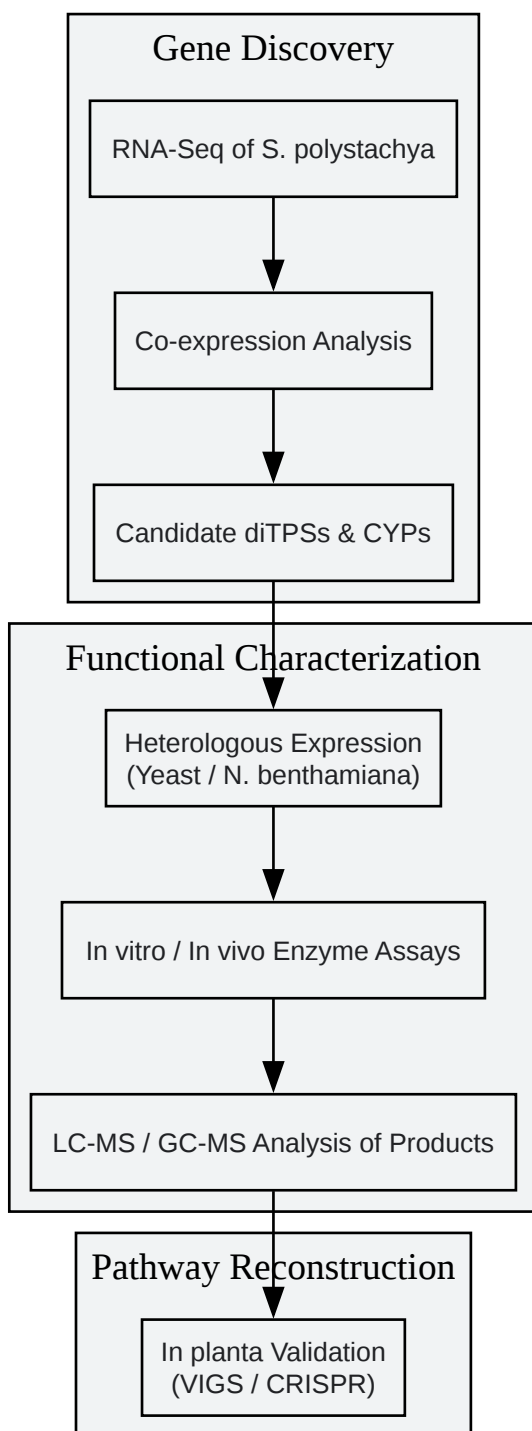 Gene Discovery
RNA-Seq of S. polystachya
Co-expression Analysis
Candidate diTPSs & CYPs
Functional Characterization
Heterologous Expression
(Yeast / N. benthamiana)
In vitro / In vivo Enzyme Assays
LC-MS / GC-MS Analysis of Products
Pathway Reconstruction
In planta Validation
(VIGS / CRISPR)